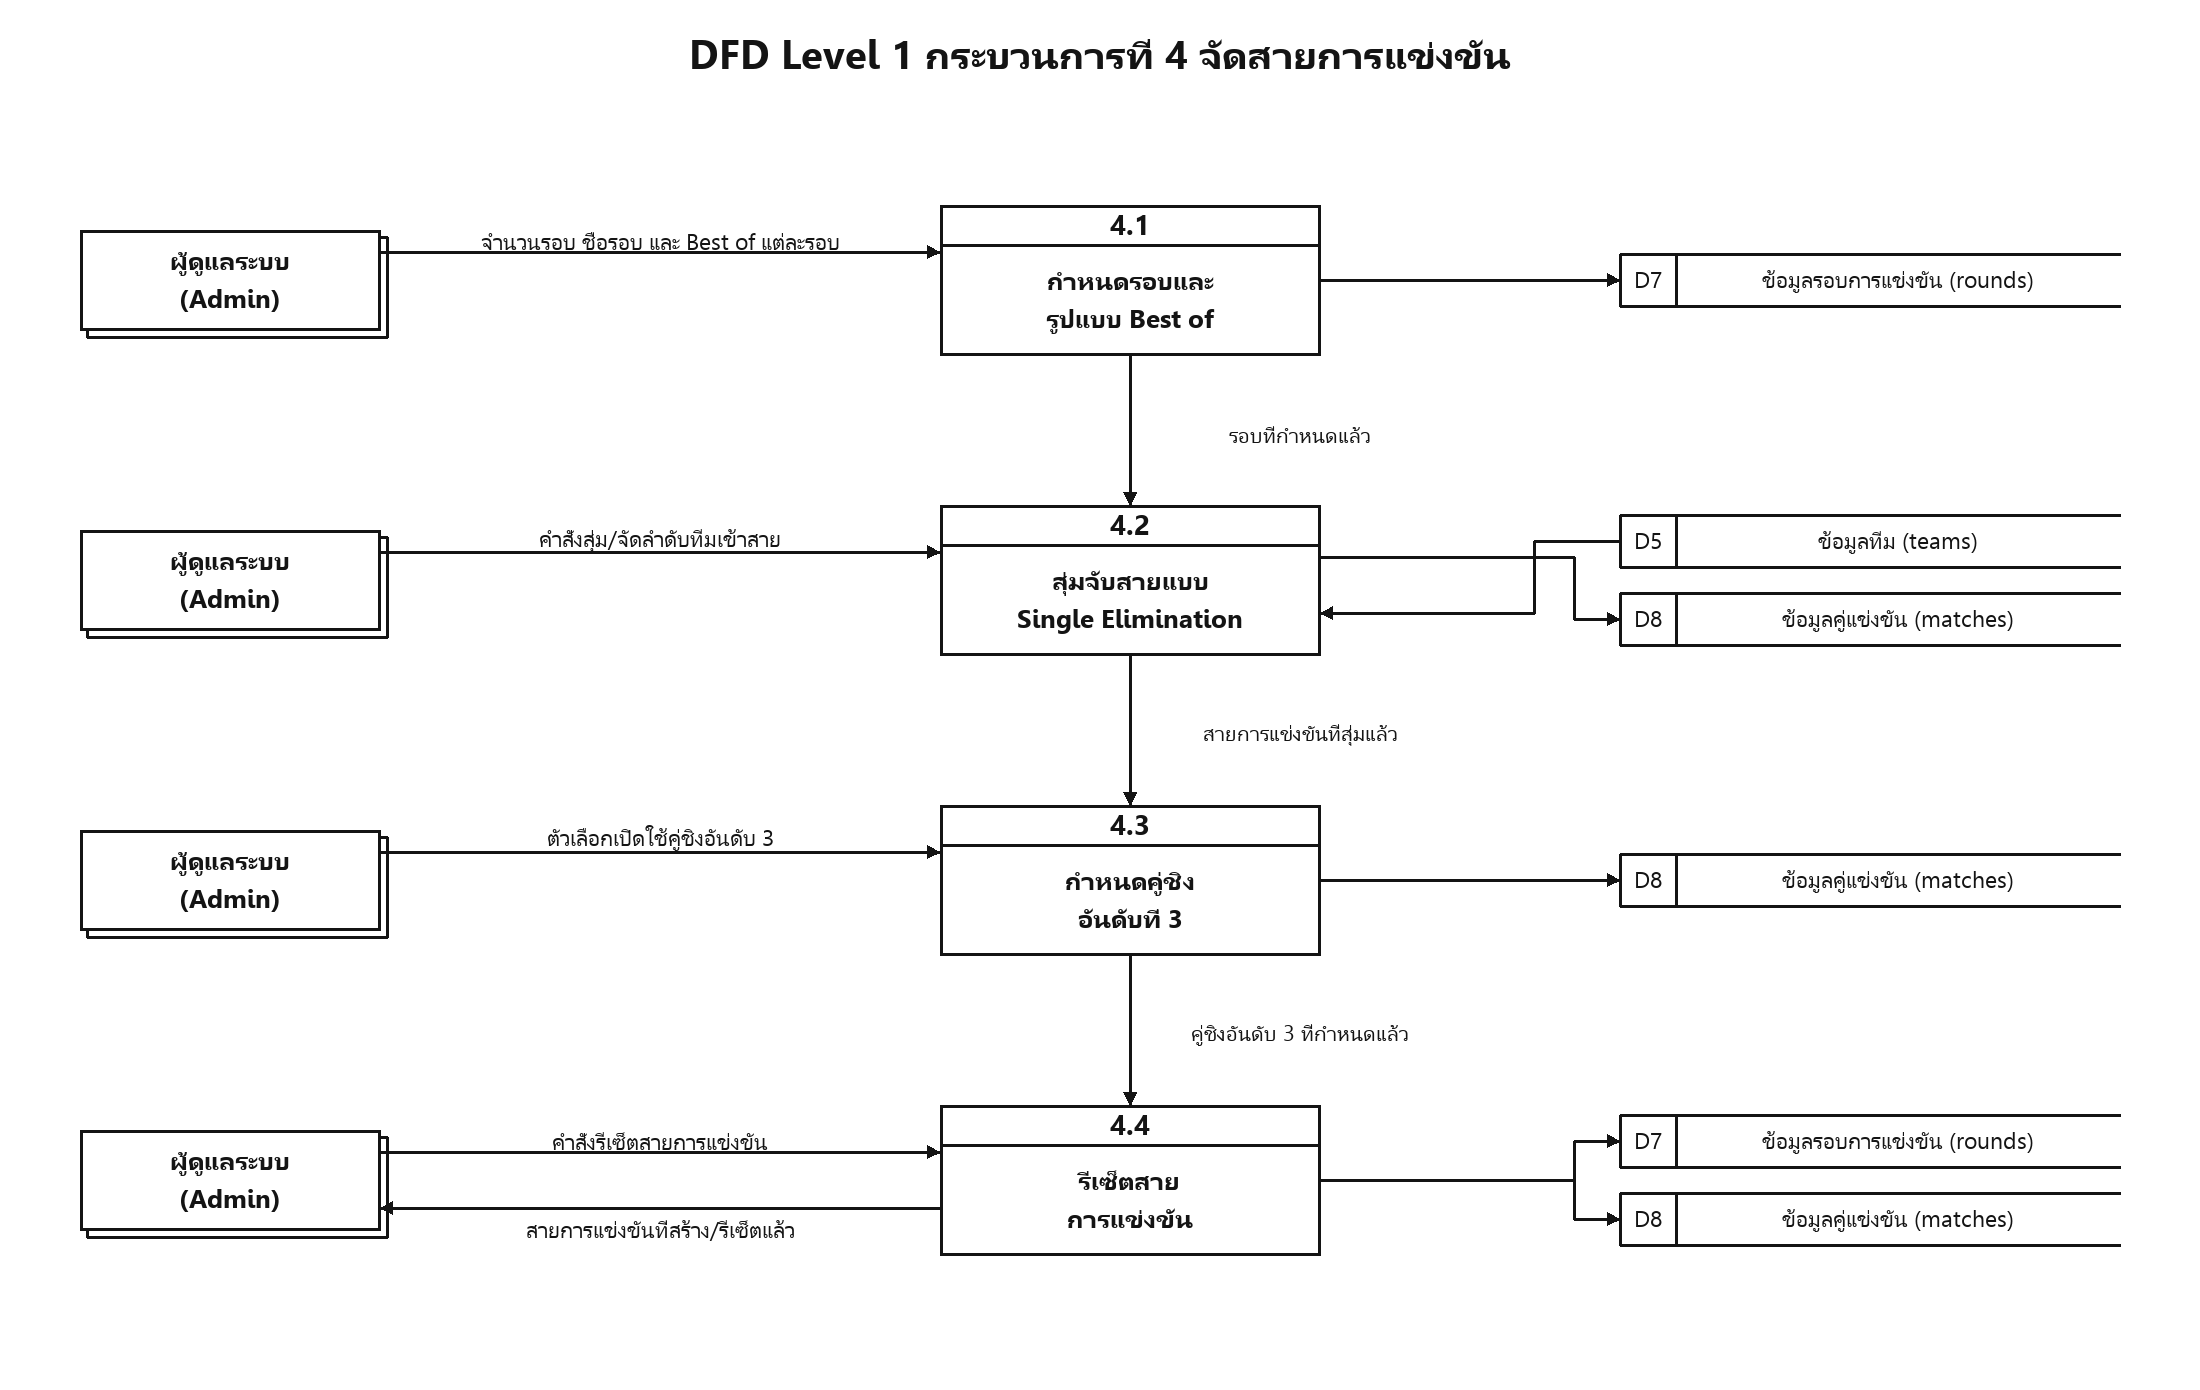 DFD Level 1 กระบวนการที 4 จัดสายการแข่งขัน
ผู้ดูแลระบบ
(Admin)
จำนวนรอบ ชือรอบ และ Best of แต่ละรอบ
4.1
กำหนดรอบและ
รูปแบบ Best of
D7 ข้อมูลรอบการแข่งขัน (rounds)
รอบทีกำหนดแล้ว
ผู้ดูแลระบบ
(Admin)
คำสังสุ่ม/จัดลำดับทีมเข้าสาย
4.2
สุ่มจับสายแบบ
Single Elimination
D5 ข้อมูลทีม (teams)
D8 ข้อมูลคู่แข่งขัน (matches)
สายการแข่งขันทีสุ่มแล้ว
ผู้ดูแลระบบ
(Admin)
ตัวเลือกเปิดใช้คู่ชิงอันดับ 3
4.3
กำหนดคู่ชิง
อันดับที 3
D8 ข้อมูลคู่แข่งขัน (matches)
คู่ชิงอันดับ 3 ทีกำหนดแล้ว
ผู้ดูแลระบบ
(Admin)
คำสังรีเซ็ตสายการแข่งขัน
สายการแข่งขันทีสร้าง/รีเซ็ตแล้ว
4.4
รีเซ็ตสาย
การแข่งขัน
D7 ข้อมูลรอบการแข่งขัน (rounds)
D8 ข้อมูลคู่แข่งขัน (matches)